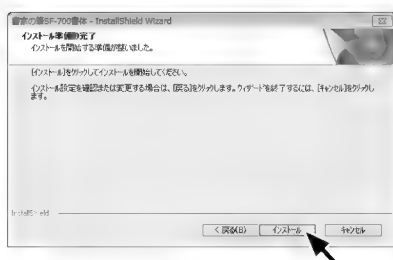 書家の筆SF-700書体 - InstallShield Wizard
インストール準備の完了
インストールを開始する準備が整いました。
[インストール]をクリックしてインストールを開始してください。
インストール設定を確認または変更する場合は、[戻る]をクリックします。ウィザードを終了するには、[キャンセル]をクリックし
ます。
InstallShield
< 戻る(B)
インストール
キャンセル